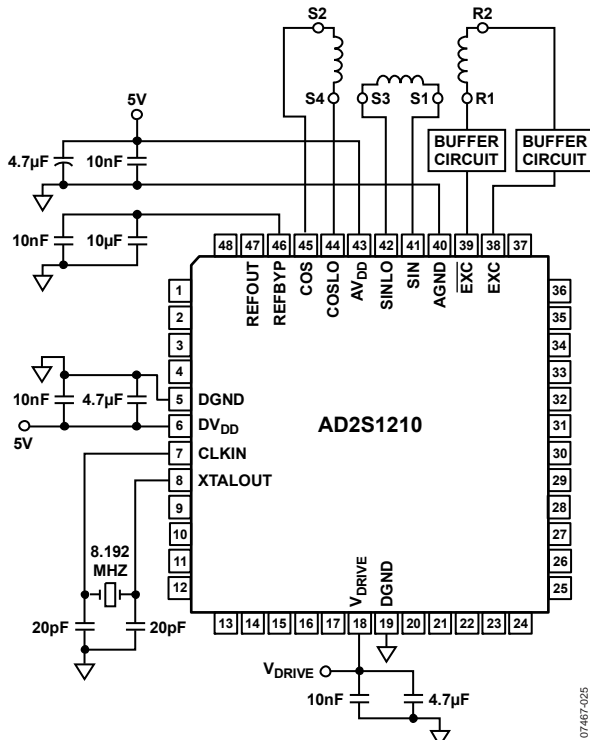 S2
R2
5V
S4
S3
S1
R1
4.7µF
10nF
BUFFER
CIRCUIT
BUFFER
CIRCUIT
10nF
10µF
48
47
46
45
44
43
42
41
40
39
38
37
REFOUT
REFBYP
COS
COSLO
AVDD
SINLO
SIN
AGND
EXC
EXC
1
2
3
4
5
6
7
8
9
10
11
12
36
35
34
33
32
31
30
29
28
27
26
25
10nF
4.7µF
5V
DGND
DVDD
CLKIN
XTALOUT
AD2S1210
8.192
MHZ
20pF
20pF
VDRIVE
DGND
13
14
15
16
17
18
19
20
21
22
23
24
VDRIVE
10nF
4.7µF
07467-025